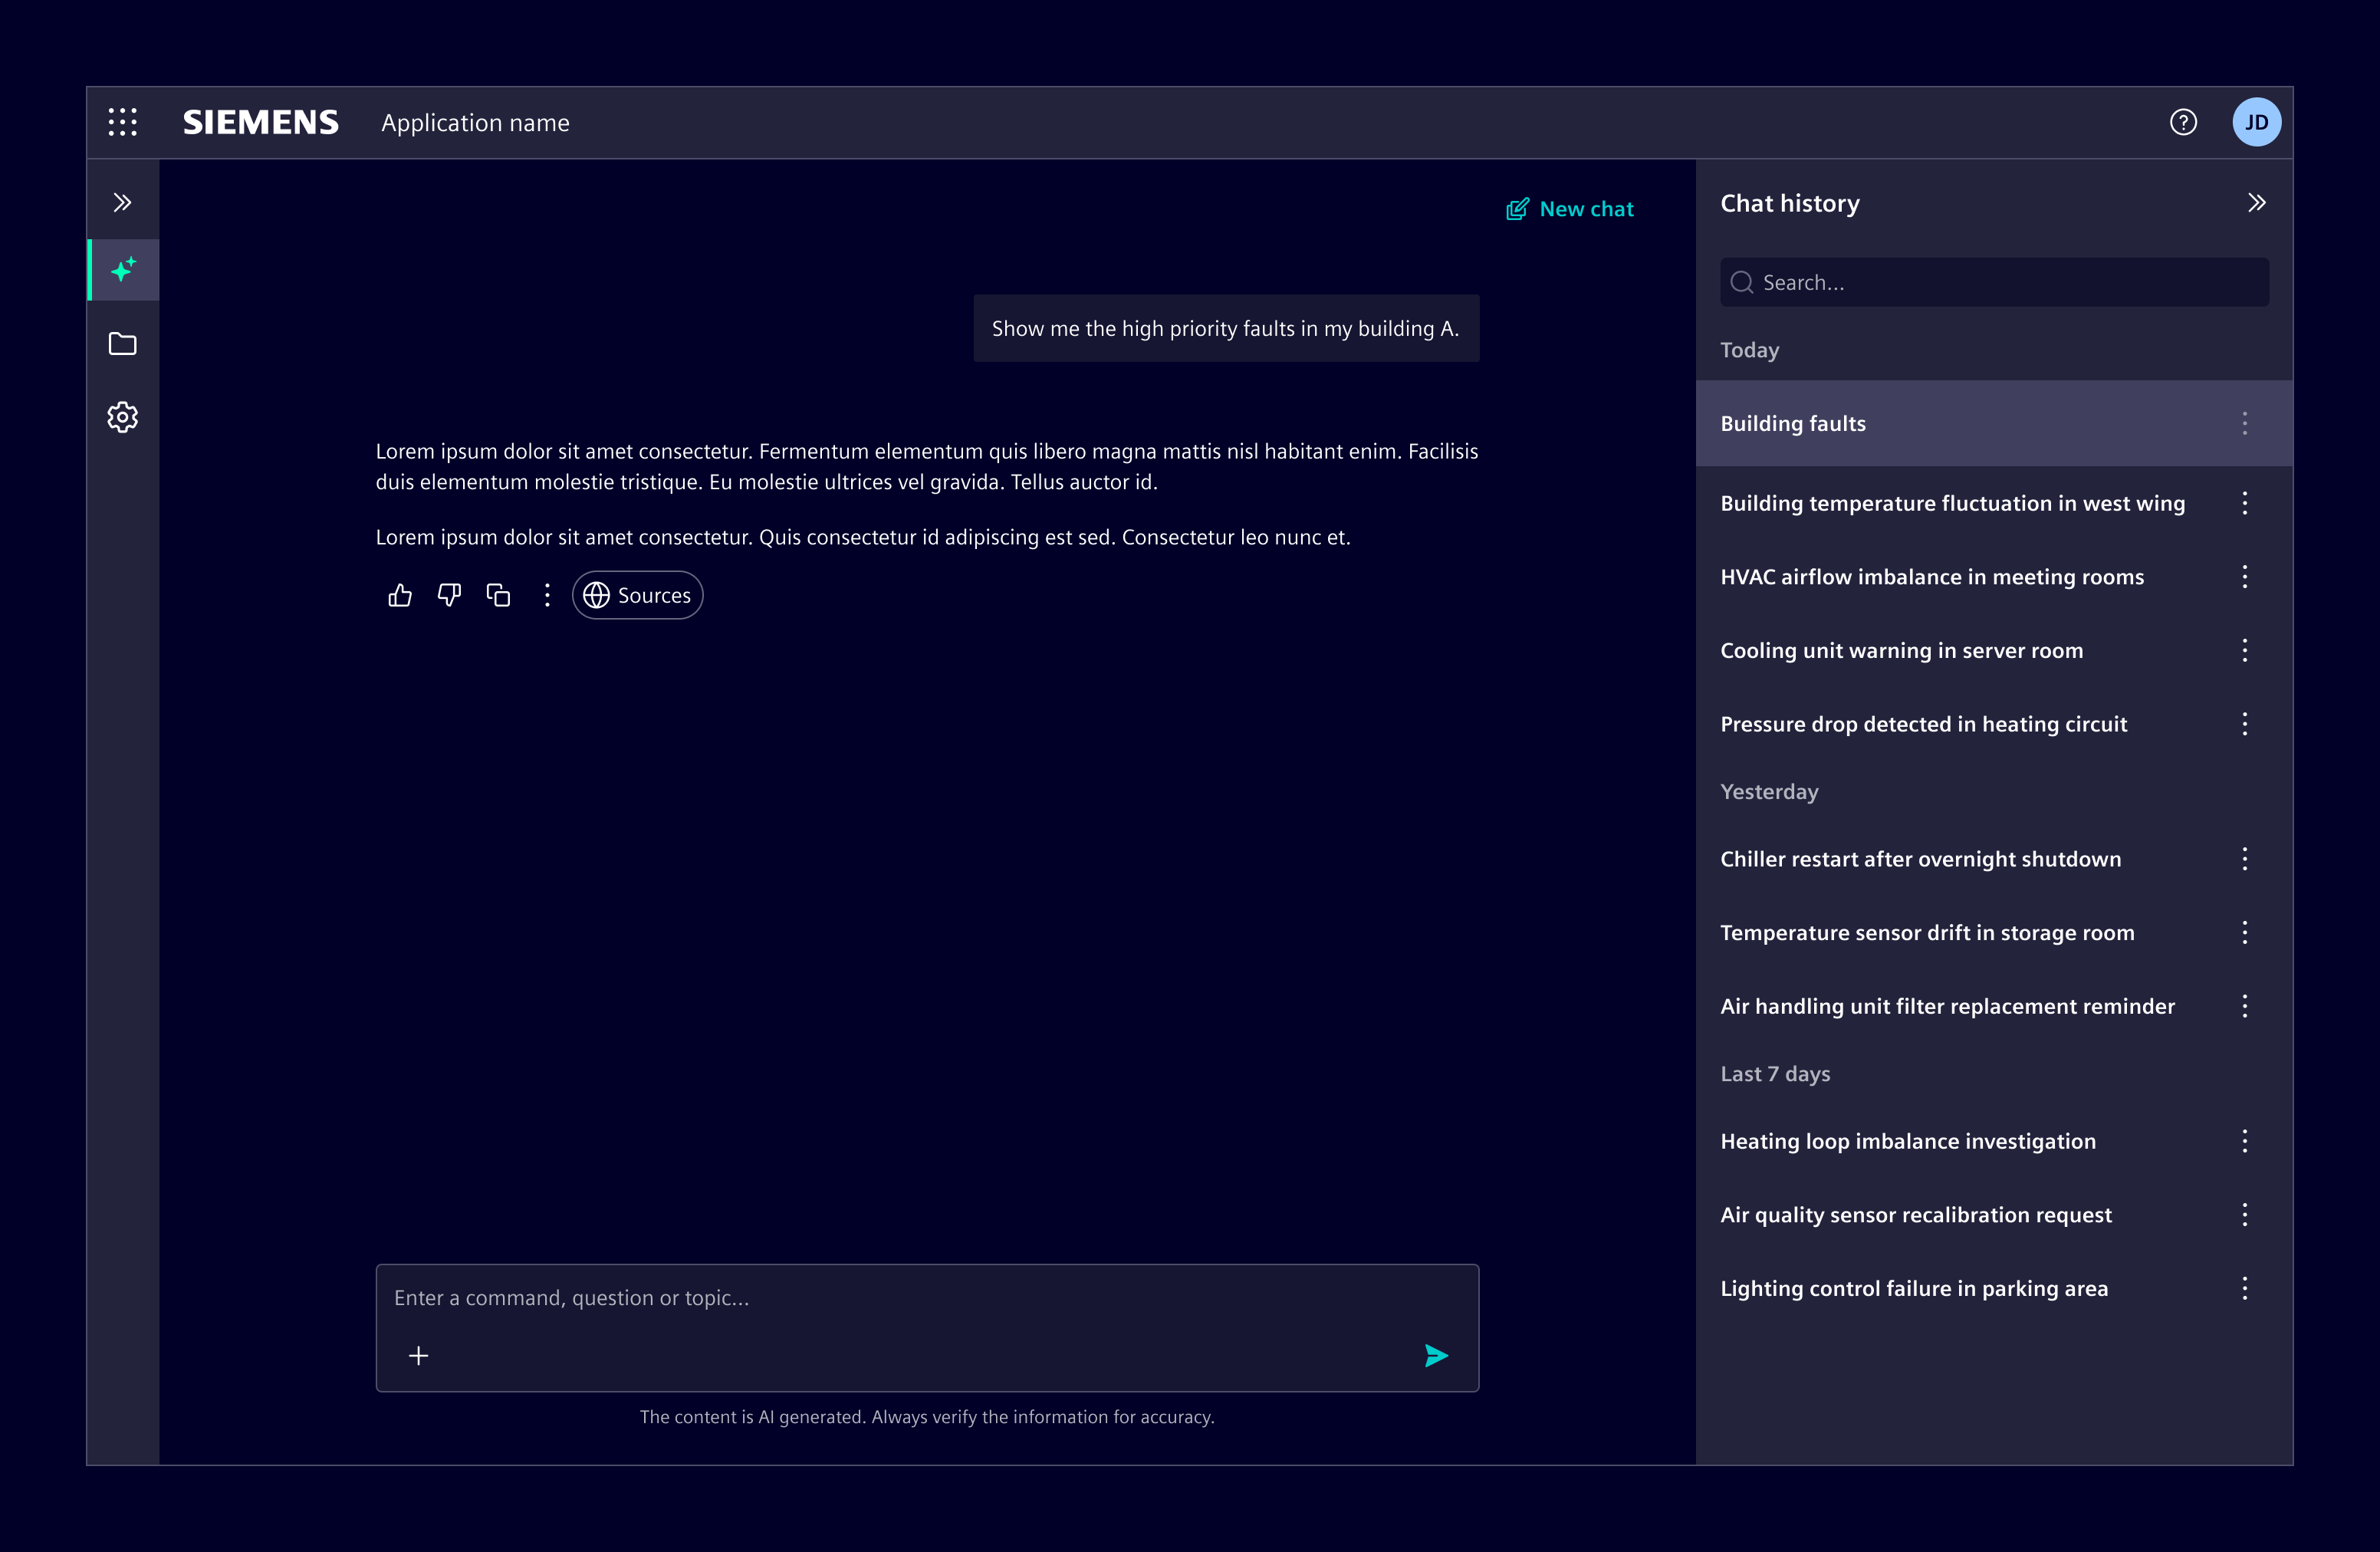 SIEMENS
Application name
JD
New chat
Show me the high priority faults in my building A.
Lorem ipsum dolor sit amet consectetur. Fermentum elementum quis libero magna mattis nisl habitant enim. Facilisis
duis elementum molestie tristique. Eu molestie ultrices vel gravida. Tellus auctor id.
Lorem ipsum dolor sit amet consectetur. Quis consectetur id adipiscing est sed. Consectetur leo nunc et.
Sources
Enter a command, question or topic...
The content is AI generated. Always verify the information for accuracy.
Chat history
Search...
Today
Building faults
Building temperature fluctuation in west wing
HVAC airflow imbalance in meeting rooms
Cooling unit warning in server room
Pressure drop detected in heating circuit
Yesterday
Chiller restart after overnight shutdown
Temperature sensor drift in storage room
Air handling unit filter replacement reminder
Last 7 days
Heating loop imbalance investigation
Air quality sensor recalibration request
Lighting control failure in parking area